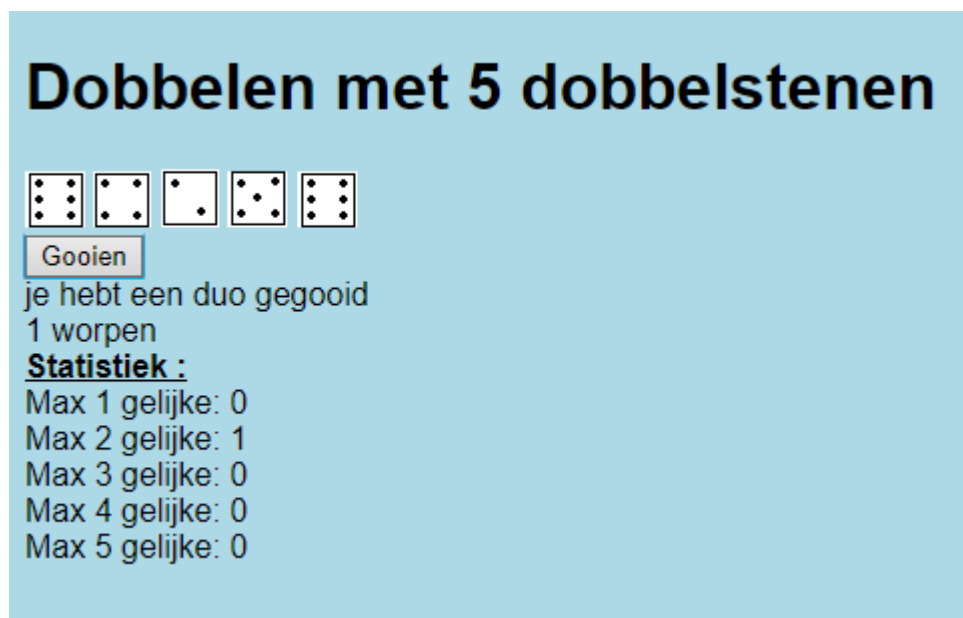 Dobbelen met 5 dobbelstenen
Gooien
je hebt een duo gegooid
1 worpen
Statistiek :
Max 1 gelijke: 0
Max 2 gelijke: 1
Max 3 gelijke: 0
Max 4 gelijke: 0
Max 5 gelijke: 0